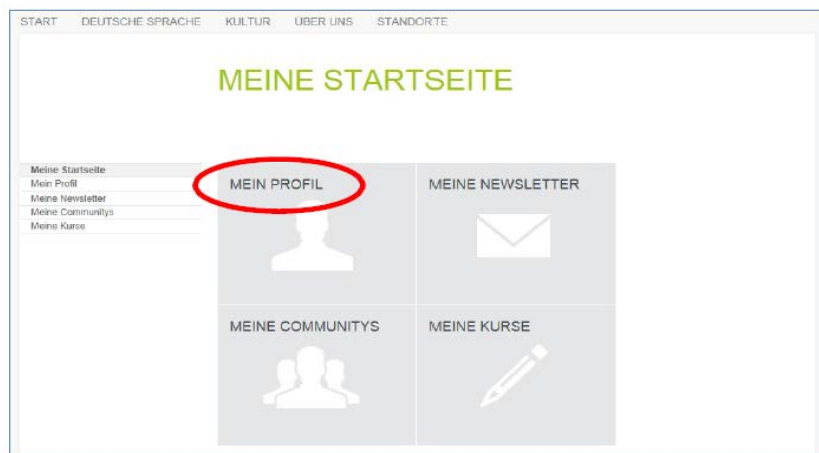 START DEUTSCHE SPRACHE KULTUR ÜBER UNS STANDORTE
MEINE STARTSEITE
Meine Startseite
Mein Profil
Meine Newsletter
Meine Communitys
Meine Kurse
MEIN PROFIL
MEINE NEWSLETTER
MEINE COMMUNITYS
MEINE KURSE